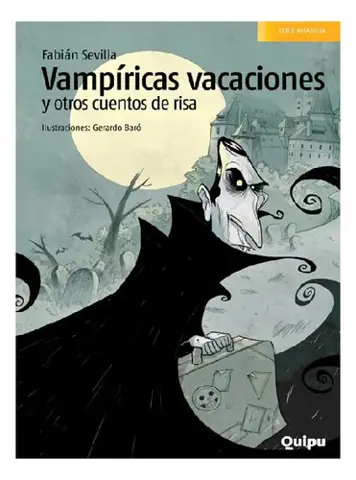 SERIE AMARILLA
Fabián Sevilla
Vampíricas vacaciones
y otros cuentos de risa
Ilustraciones: Gerardo Baró
Quipu